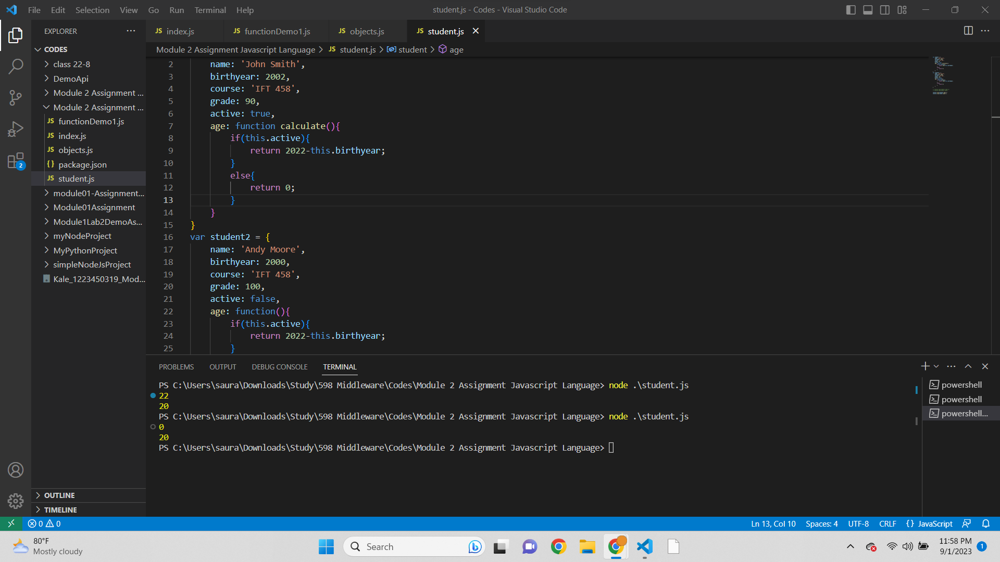 File Edit Selection View Go Run Terminal Help
student.js - Codes - Visual Studio Code
EXPLORER
CODES
class 22-8
DemoApi
Module 2 Assignment ...
Module 2 Assignment ...
JS functionDemo1.js
JS index.js
JS objects.js
{} package.json
JS student.js
module01-Assignment...
Module01Assignment
Module1Lab2DemoAs...
myNodeProject
MyPythonProject
simpleNodeJsProject
Kale_1223450319_Mod...
OUTLINE
TIMELINE
2
JS index.js
JS functionDemo1.js
JS objects.js
JS student.js
Module 2 Assignment Javascript Language > JS student.js > student > age
2 name: 'John Smith',
3 birthyear: 2002,
4 course: 'IFT 458',
5 grade: 90,
6 active: true,
7 age: function calculate(){
8 if(this.active){
9 return 2022-this.birthyear;
10 }
11 else{
12 return 0;
13 }
14 }
15 }
16 var student2 = {
17 name: 'Andy Moore',
18 birthyear: 2000,
19 course: 'IFT 458',
20 grade: 100,
21 active: false,
22 age: function(){
23 if(this.active){
24 return 2022-this.birthyear;
25 }
PROBLEMS OUTPUT DEBUG CONSOLE TERMINAL
PS C:\Users\saura\Downloads\Study\598 Middleware\Codes\Module 2 Assignment Javascript Language> node .\student.js
22
20
PS C:\Users\saura\Downloads\Study\598 Middleware\Codes\Module 2 Assignment Javascript Language> node .\student.js
0
20
PS C:\Users\saura\Downloads\Study\598 Middleware\Codes\Module 2 Assignment Javascript Language>
powershell
powershell
powershell...
0 0
Ln 13, Col 10 Spaces: 4 UTF-8 CRLF {} JavaScript
80°F
Mostly cloudy
Search
11:58 PM
9/1/2023
1